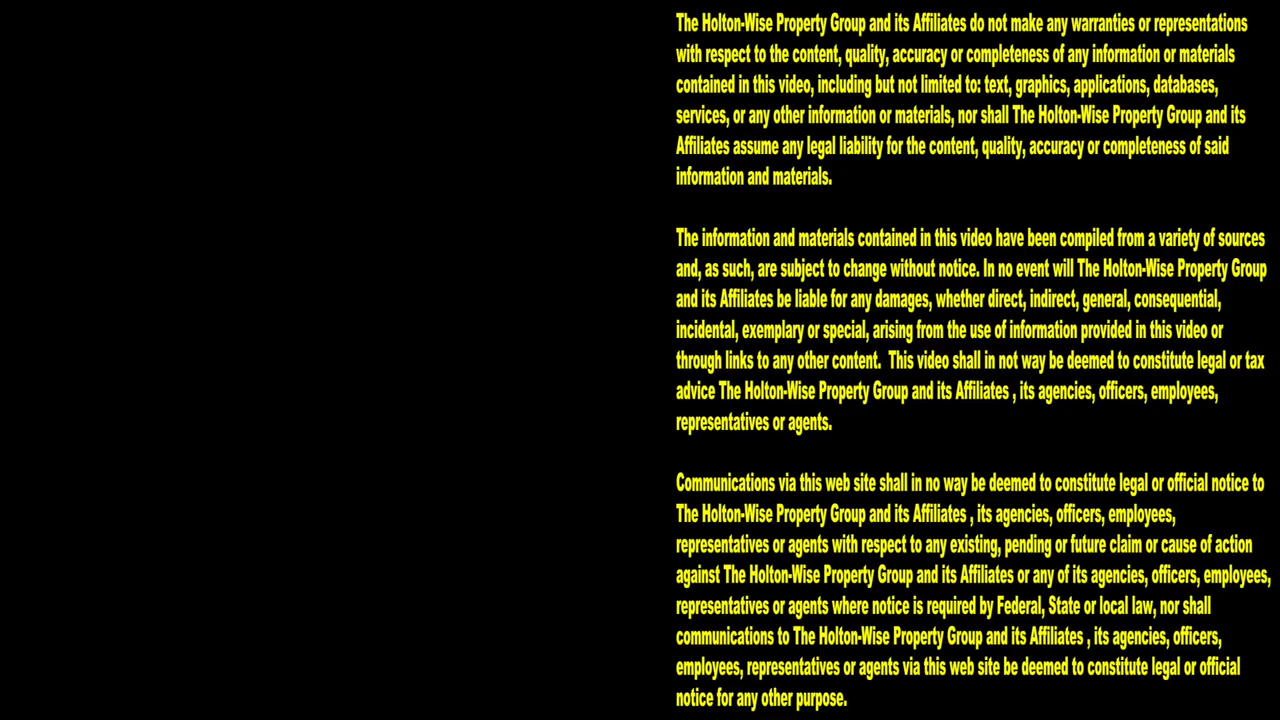 The Holton-Wise Property Group and its Affiliates do not make any warranties or representations
with respect to the content, quality, accuracy or completeness of any information or materials
contained in this video, including but not limited to: text, graphics, applications, databases,
services, or any other information or materials, nor shall The Holton-Wise Property Group and its
Affiliates assume any legal liability for the content, quality, accuracy or completeness of said
information and materials.
The information and materials contained in this video have been compiled from a variety of sources
and, as such, are subject to change without notice. In no event will The Holton-Wise Property Group
and its Affiliates be liable for any damages, whether direct, indirect, general, consequential,
incidental, exemplary or special, arising from the use of information provided in this video or
through links to any other content.  This video shall in not way be deemed to constitute legal or tax
advice The Holton-Wise Property Group and its Affiliates , its agencies, officers, employees,
representatives or agents.
Communications via this web site shall in no way be deemed to constitute legal or official notice to
The Holton-Wise Property Group and its Affiliates , its agencies, officers, employees,
representatives or agents with respect to any existing, pending or future claim or cause of action
against The Holton-Wise Property Group and its Affiliates or any of its agencies, officers, employees,
representatives or agents where notice is required by Federal, State or local law, nor shall
communications to The Holton-Wise Property Group and its Affiliates , its agencies, officers,
employees, representatives or agents via this web site be deemed to constitute legal or official
notice for any other purpose.